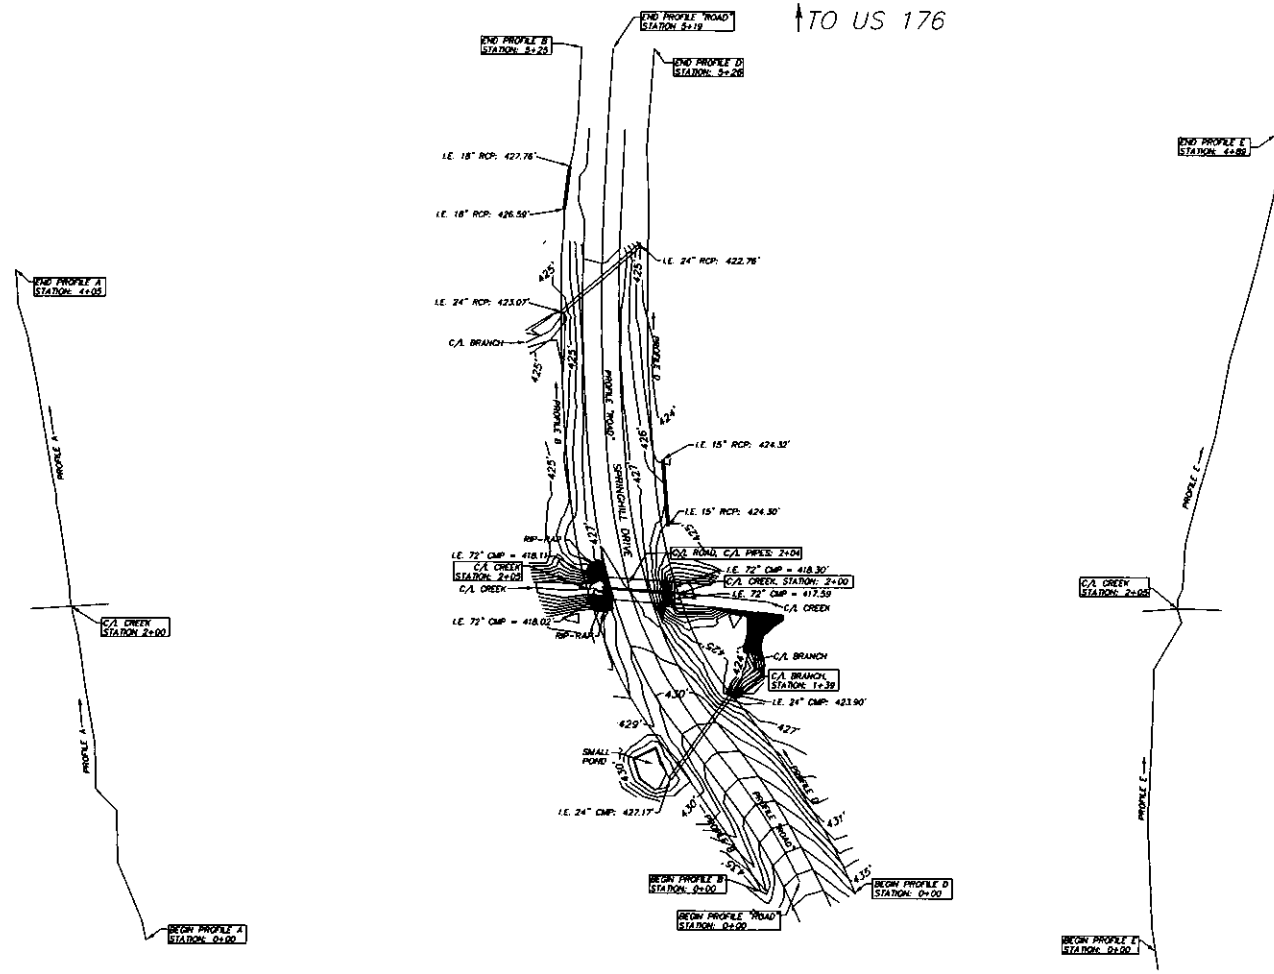 TO US 176
END PROFILE "ROAD"
STATION 5+19
END PROFILE B
STATION: 5+25
END PROFILE D
STATION: 5+26
END PROFILE E
STATION: 4+89
I.E. 18" RCP: 427.76'
I.E. 18" RCP: 426.59'
I.E. 24" RCP: 422.76'
425'
425'
END PROFILE A
STATION: 4+05
I.E. 24" RCP: 423.07'
C/L BRANCH
425'
425'
PROFILE D
PROFILE "ROAD"
PROFILE B
424'
426'
427'
425'
PROFILE A
I.E. 15" RCP: 424.32'
SPRINGHILL DRIVE
PROFILE E
I.E. 15" RCP: 424.30'
425
427'
RIP-RAP
I.E. 72" CMP = 418.11'
C/L ROAD, C/L PIPES: 2+04
C/L CREEK
STATION: 2+05
I.E. 72" CMP = 418.30'
C/L CREEK, STATION: 2+00
C/L CREEK
I.E. 72" CMP = 417.59
C/L CREEK
C/L CREEK
STATION: 2+05
I.E. 72" CMP = 418.02
RIP-RAP
C/L CREEK
STATION 2+00
425
424'
C/L BRANCH
C/L BRANCH,
STATION: 1+39
I.E. 24" CMP: 423.90'
430'
429'
427'
PROFILE A
SMALL
POND
430
PROFILE D
PROFILE E
I.E. 24" CMP: 427.17'
430'
PROFILE "ROAD"
431'
PROFILE B
435'
435'
BEGIN PROFILE B
STATION: 0+00
BEGIN PROFILE D
STATION: 0+00
BEGIN PROFILE "ROAD"
STATION: 0+00
BEGIN PROFILE A
STATION: 0+00
BEGIN PROFILE E
STATION: 0+00